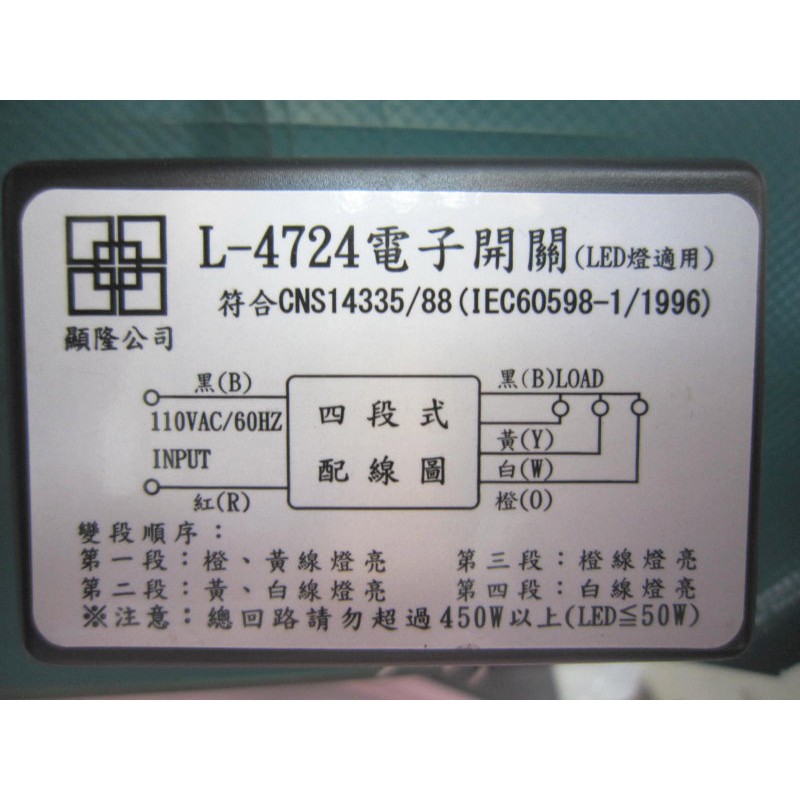 L-4724電子開關(LED燈適用)
符合CNS14335/88(IEC60598-1/1996)
顯隆公司
黑(B)
110VAC/60HZ
INPUT
紅(R)
四段式
配線圖
黑(B)LOAD
黃(Y)
白(W)
橙(O)
變段順序：
第一段：橙、黃線燈亮 第三段：橙線燈亮
第二段：黃、白線燈亮 第四段：白線燈亮
※注意：總回路請勿超過450W以上(LED≦50W)